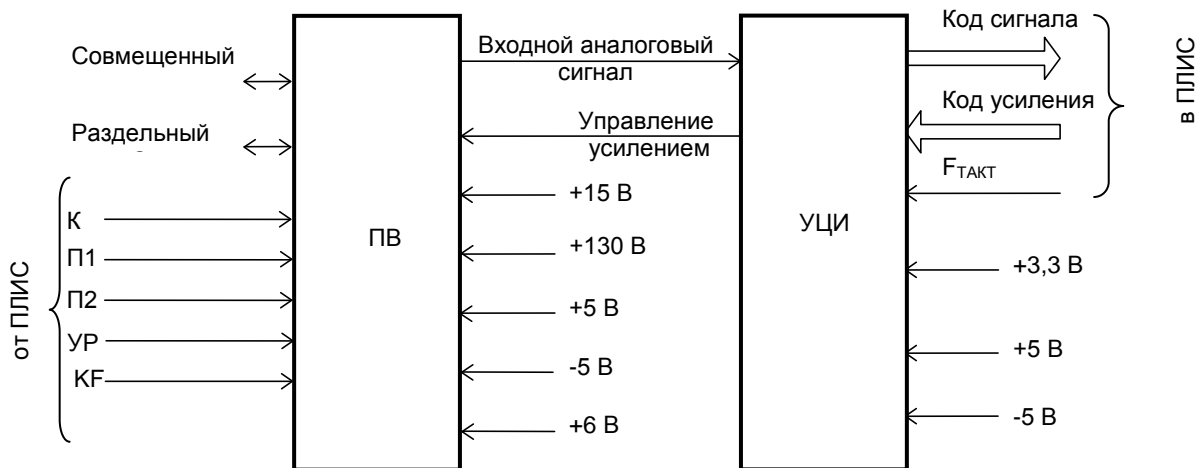 Совмещенный
Раздельный
от ПЛИС
К
П1
П2
УР
KF
ПВ
Входной аналоговый
сигнал
Управление
усилением
+15 В
+130 В
+5 В
-5 В
+6 В
УЦИ
Код сигнала
Код усиления
FТАКТ
в ПЛИС
+3,3 В
+5 В
-5 В